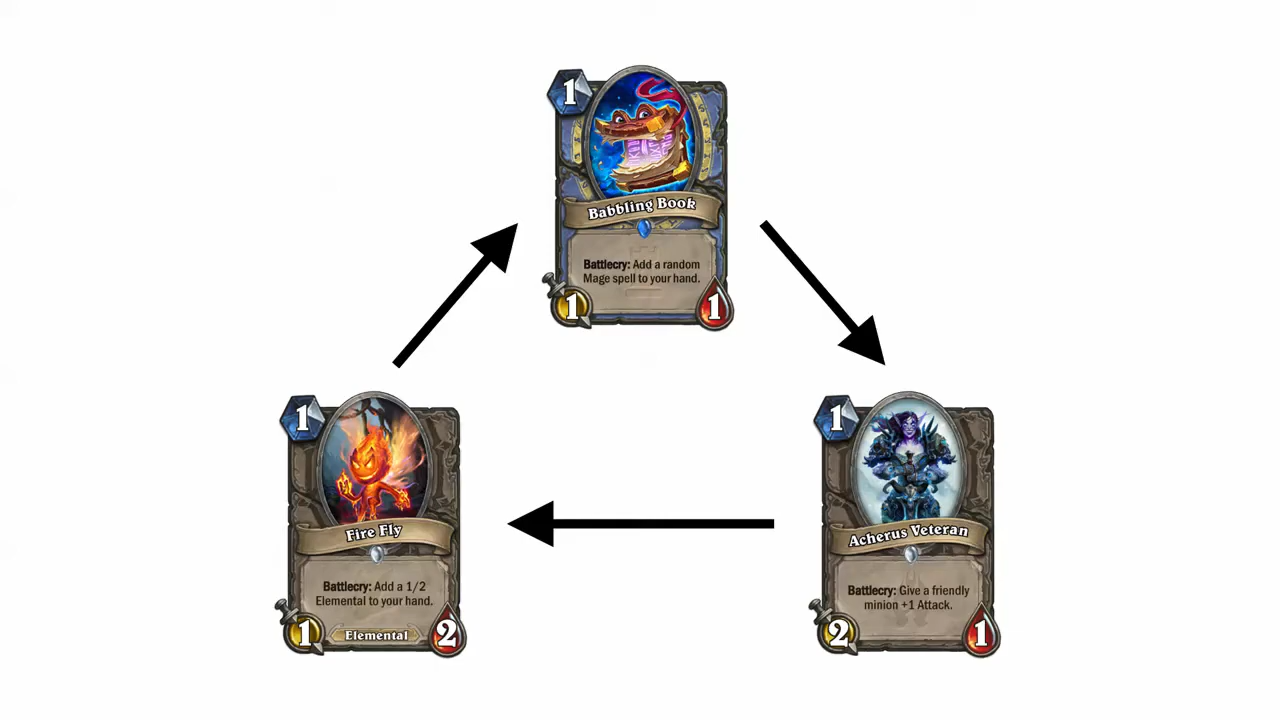 1
Babbling Book
Battlecry: Add a random
Mage spell to your hand.
1 1
1
Fire Fly
Battlecry: Add a 1/2
Elemental to your hand.
1 Elemental 2
1
Acherus Veteran
Battlecry: Give a friendly
minion +1 Attack.
2 1